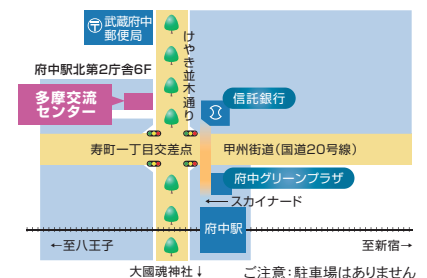 武蔵府中
郵便局
けやき並木通り
府中駅北第2庁舎6F
多摩交流
センター
信託銀行
寿町一丁目交差点
甲州街道(国道20号線)
府中グリーンプラザ
←スカイナード
府中駅
←至八王子
至新宿→
大國魂神社↓
ご注意:駐車場はありません